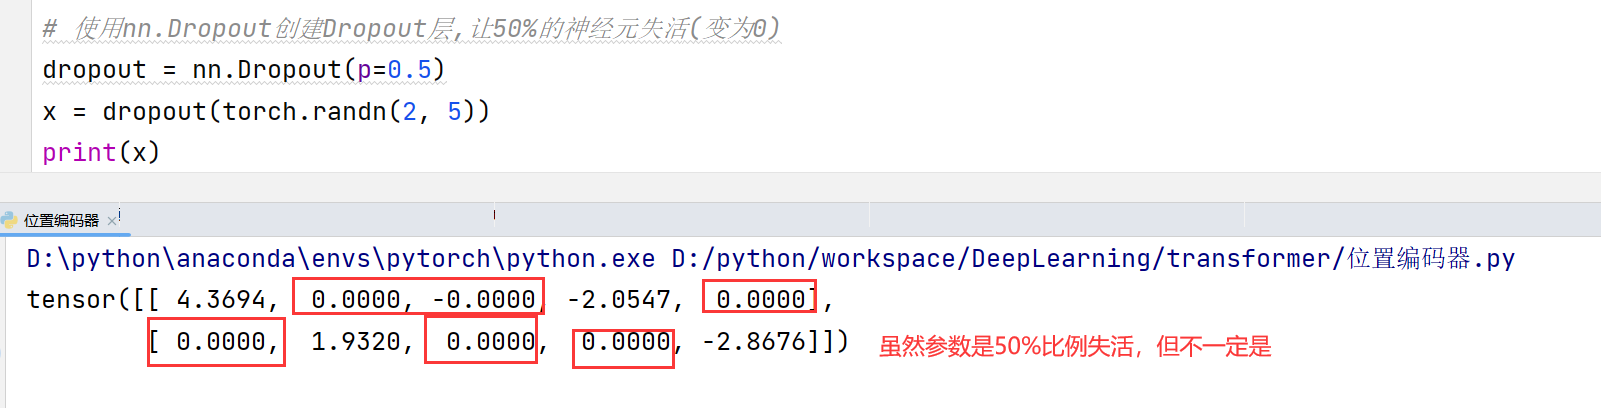 # 使用nn.Dropout创建Dropout层,让50%的神经元失活(变为0)
dropout = nn.Dropout(p=0.5)
x = dropout(torch.randn(2, 5))
print(x)
位置编码器 ×
D:\python\anaconda\envs\pytorch\python.exe D:/python/workspace/DeepLearning/transformer/位置编码器.py
tensor([[ 4.3694,  0.0000, -0.0000, -2.0547,  0.0000],
[ 0.0000,  1.9320,  0.0000,  0.0000, -2.8676]])
虽然参数是50%比例失活，但不一定是